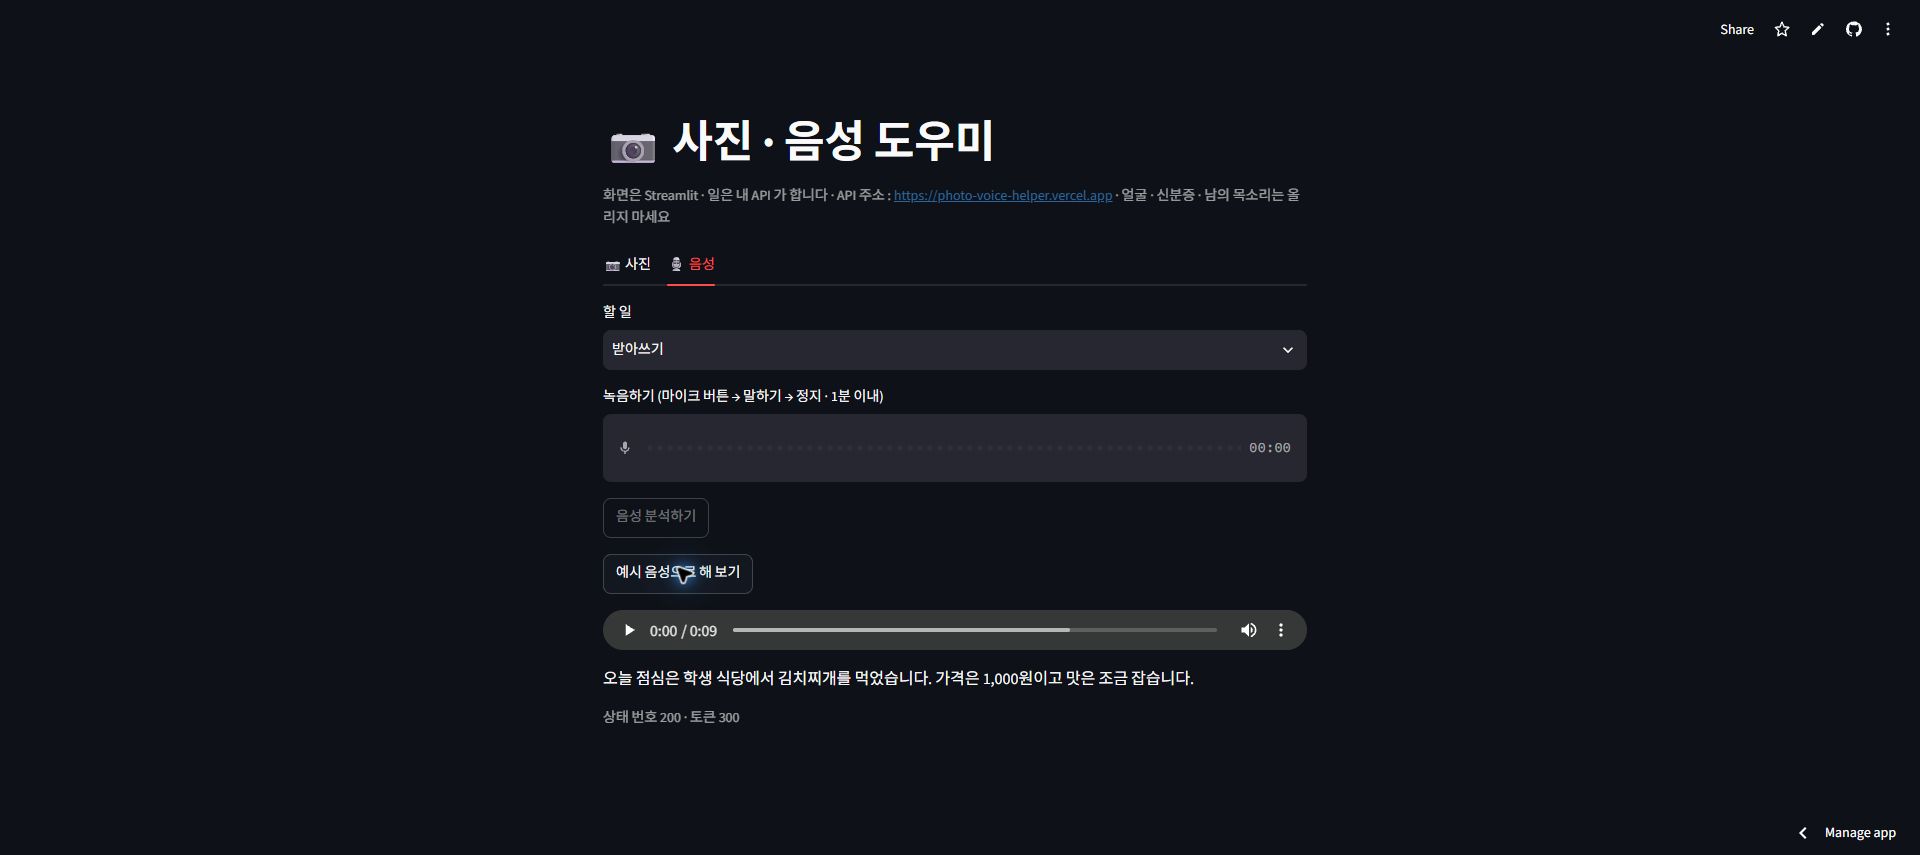 Share
사진 · 음성 도우미
화면은 Streamlit · 일은 내 API 가 합니다 · API 주소 : https://photo-voice-helper.vercel.app · 얼굴 · 신분증 · 남의 목소리는 올
리지 마세요
사진 음성
할 일
받아쓰기
녹음하기 (마이크 버튼 → 말하기 → 정지 · 1분 이내)
00:00
음성 분석하기
예시 해 보기
0:00 / 0:09
오늘 점심은 학생 식당에서 김치찌개를 먹었습니다. 가격은 1,000원이고 맛은 조금 잡습니다.
상태 번호 200 · 토큰 300
Manage app